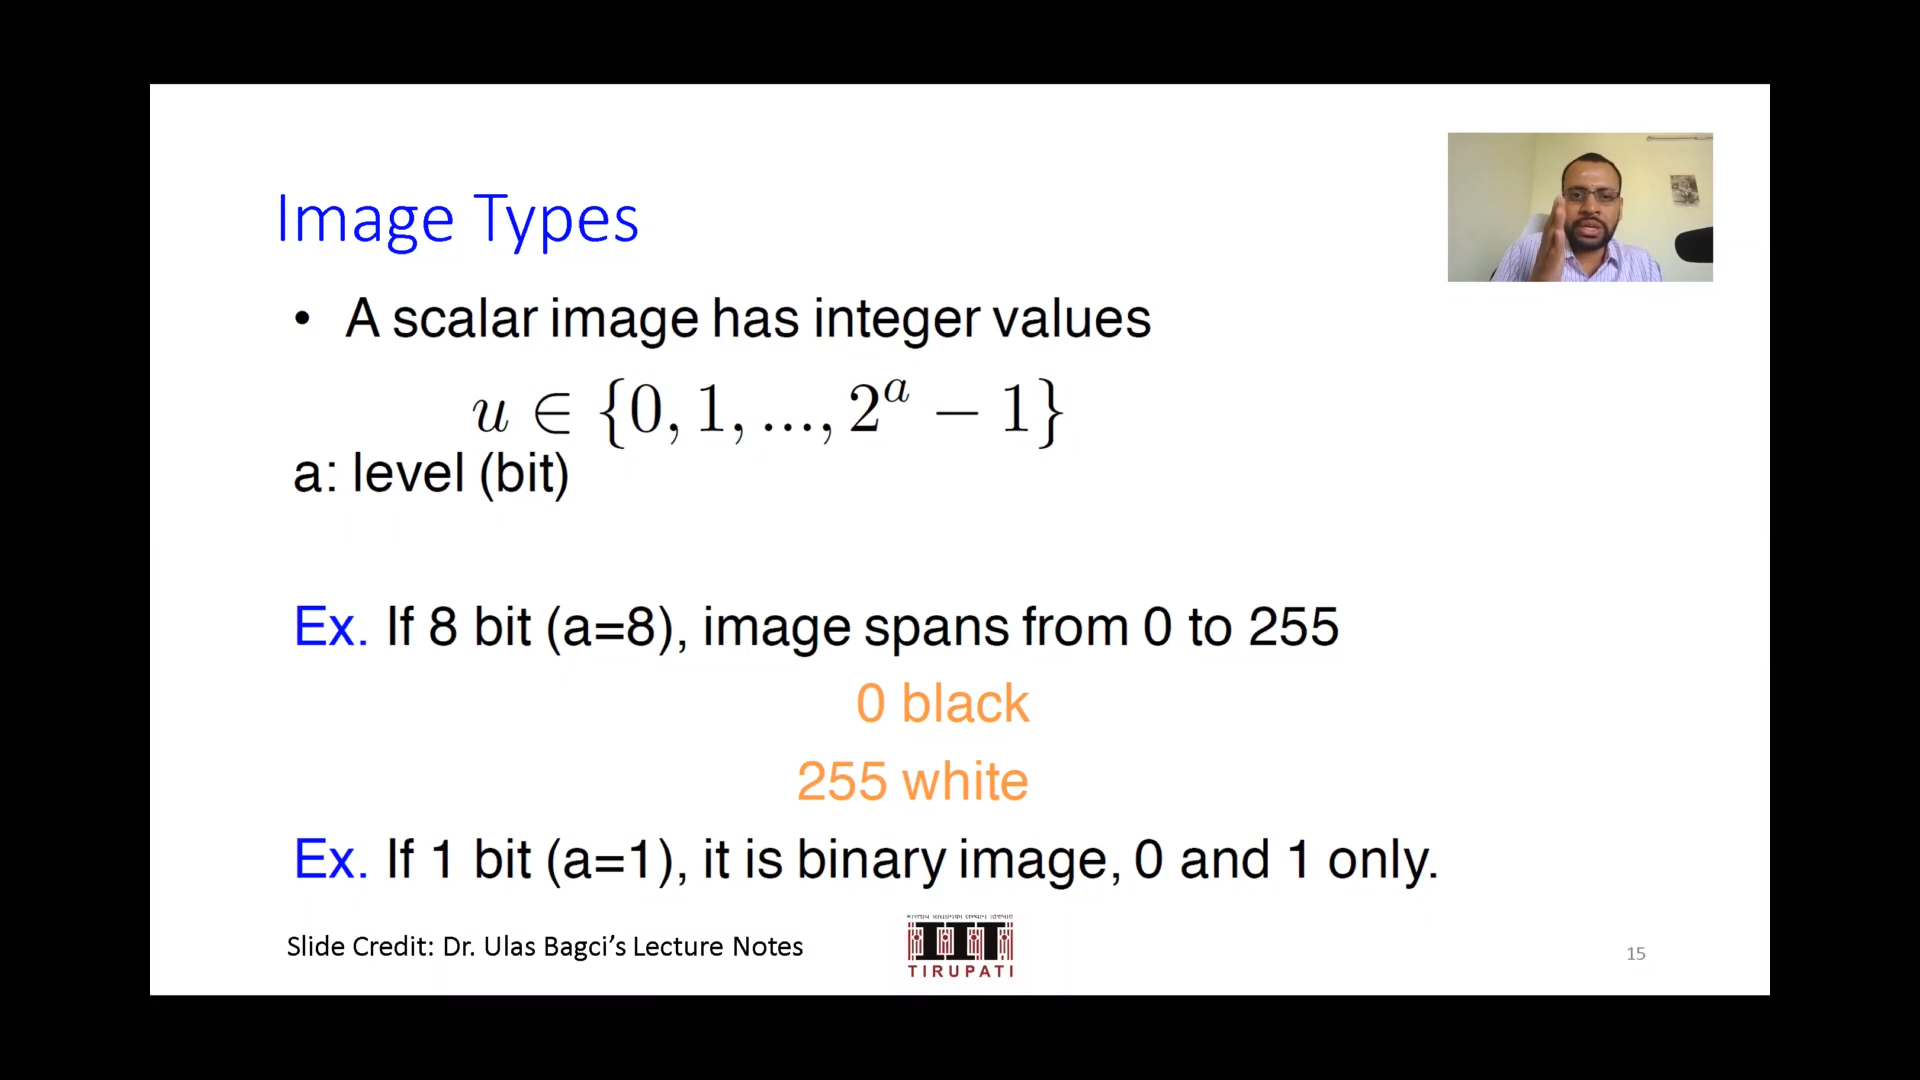 Image Types
• A scalar image has integer values
u ∈ {0, 1, ..., 2^a − 1}
a: level (bit)
Ex. If 8 bit (a=8), image spans from 0 to 255
0 black
255 white
Ex. If 1 bit (a=1), it is binary image, 0 and 1 only.
Slide Credit: Dr. Ulas Bagci’s Lecture Notes
IIT
TIRUPATI
15